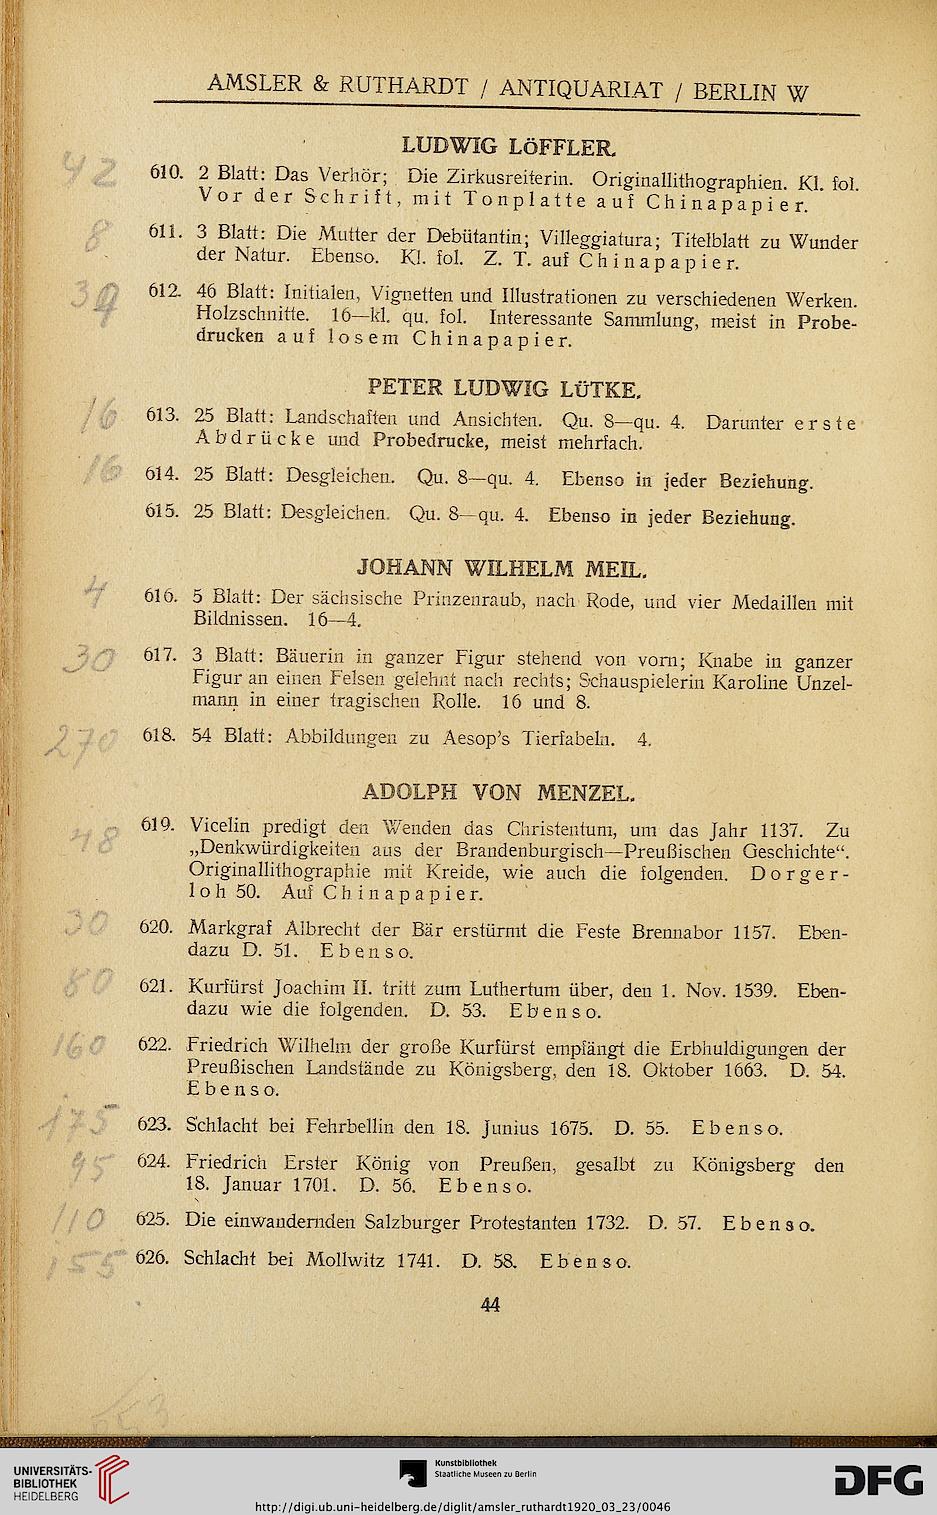 AMSLER & RUTHARDT / ANTIQUARIAT / BERLIN W
LUDWIG LÖFFLER.
42 610. 2 Blatt: Das Verhör; Die Zirkusreiterin. Originallithographien. Kl. fol.
Vor der Schrift, mit Tonplatte auf Chinapapier.
8 611. 3 Blatt: Die Mutter der Debütantin; Villeggiatura; Titelblatt zu Wunder
der Natur. Ebenso. Kl. fol. Z. T. auf Chinapapier.
612. 46 Blatt: Initialen, Vignetten und Illustrationen zu verschiedenen Werken.
Holzschnitte. 16—kl. qu. fol. Interessante Sammlung, meist in Probe-
drucken auf losem Chinapapier.
PETER LUDWIG LÜTKE.
16 613. 25 Blatt: Landschaften und Ansichten. Qu. 8—qu. 4. Darunter erste
Abdrücke und Probedrucke, meist mehrfach.
16 614. 25 Blatt: Desgleichen. Qu. 8—qu. 4. Ebenso in jeder Beziehung.
615. 25 Blatt: Desgleichen. Qu. 8—qu. 4. Ebenso in jeder Beziehung.
JOHANN WILHELM MEIL.
4 616. 5 Blatt: Der sächsische Prinzenraub, nach Rode, und vier Medaillen mit
Bildnissen. 16—4.
30 617. 3 Blatt: Bäuerin in ganzer Figur stehend von vorn; Knabe in ganzer
Figur an einen Felsen gelehnt nach rechts; Schauspielerin Karoline Unzel-
mann in einer tragischen Rolle. 16 und 8.
270 618. 54 Blatt: Abbildungen zu Aesop's Tierfabeln. 4.
ADOLPH VON MENZEL.
48 619. Vicelin predigt den Wenden das Christentum, um das Jahr 1137. Zu
„Denkwürdigkeiten aus der Brandenburgisch—Preußischen Geschichte“.
Originallithographie mit Kreide, wie auch die folgenden. Dorger-
loh 50. Auf Chinapapier.
30 620. Markgraf Albrecht der Bär erstürmt die Feste Brennabor 1157. Eben-
dazu D. 51. Ebenso.
80 621. Kurfürst Joachim II. tritt zum Luthertum über, den 1. Nov. 1539. Eben-
dazu wie die folgenden. D. 53. Ebenso.
160 622. Friedrich Wilhelm der große Kurfürst empfängt die Erbhuldigungen der
Preußischen Landstände zu Königsberg, den 18. Oktober 1663. D. 54.
Ebenso.
175 623. Schlacht bei Fehrbellin den 18. Junius 1675. D. 55. Ebenso.
95 624. Friedrich Erster König von Preußen, gesalbt zu Königsberg den
18. Januar 1701. D. 56. Ebenso.
110 625. Die einwandernden Salzburger Protestanten 1732. D. 57. Ebenso.
155 626. Schlacht bei Mollwitz 1741. D. 58. Ebenso.
44
UNIVERSITÄTS-
BIBLIOTHEK
HEIDELBERG
Kunstbibliothek
Staatliche Museen zu Berlin
DFG
http://digi.ub.uni-heidelberg.de/diglit/amsler_ruthardt1920_03_23/0046